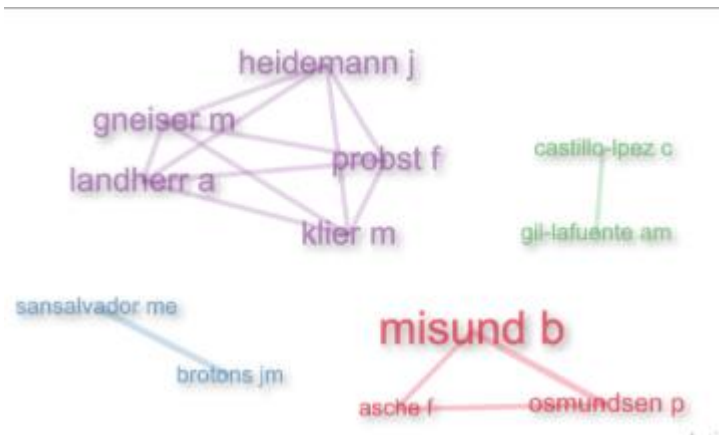 heidemann j
gneiser m
probst f
castillo-lpez c
landherr a
klier m
gil-lafuente am
sansalvador me
misund b
brotons jm
asche f
osmundsen p